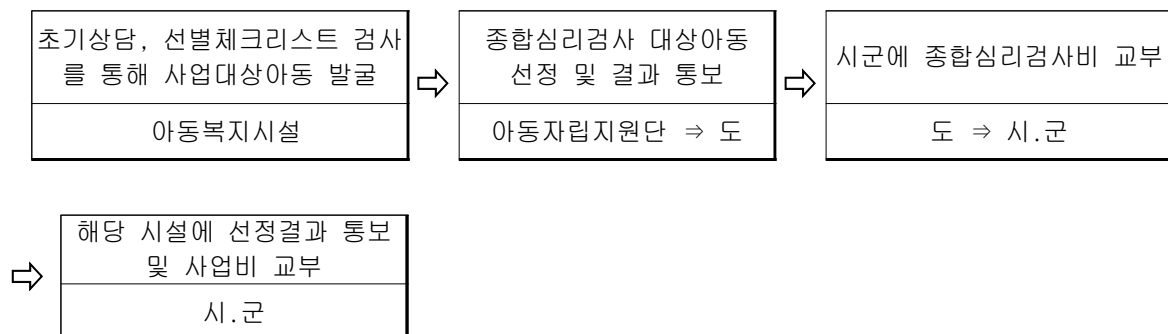 초기상담, 선별체크리스트 검사
를 통해 사업대상아동 발굴
아동복지시설
⇨
종합심리검사 대상아동
선정 및 결과 통보
아동자립지원단 ⇒ 도
⇨
시군에 종합심리검사비 교부
도 ⇒ 시.군
⇨
해당 시설에 선정결과 통보
및 사업비 교부
시.군